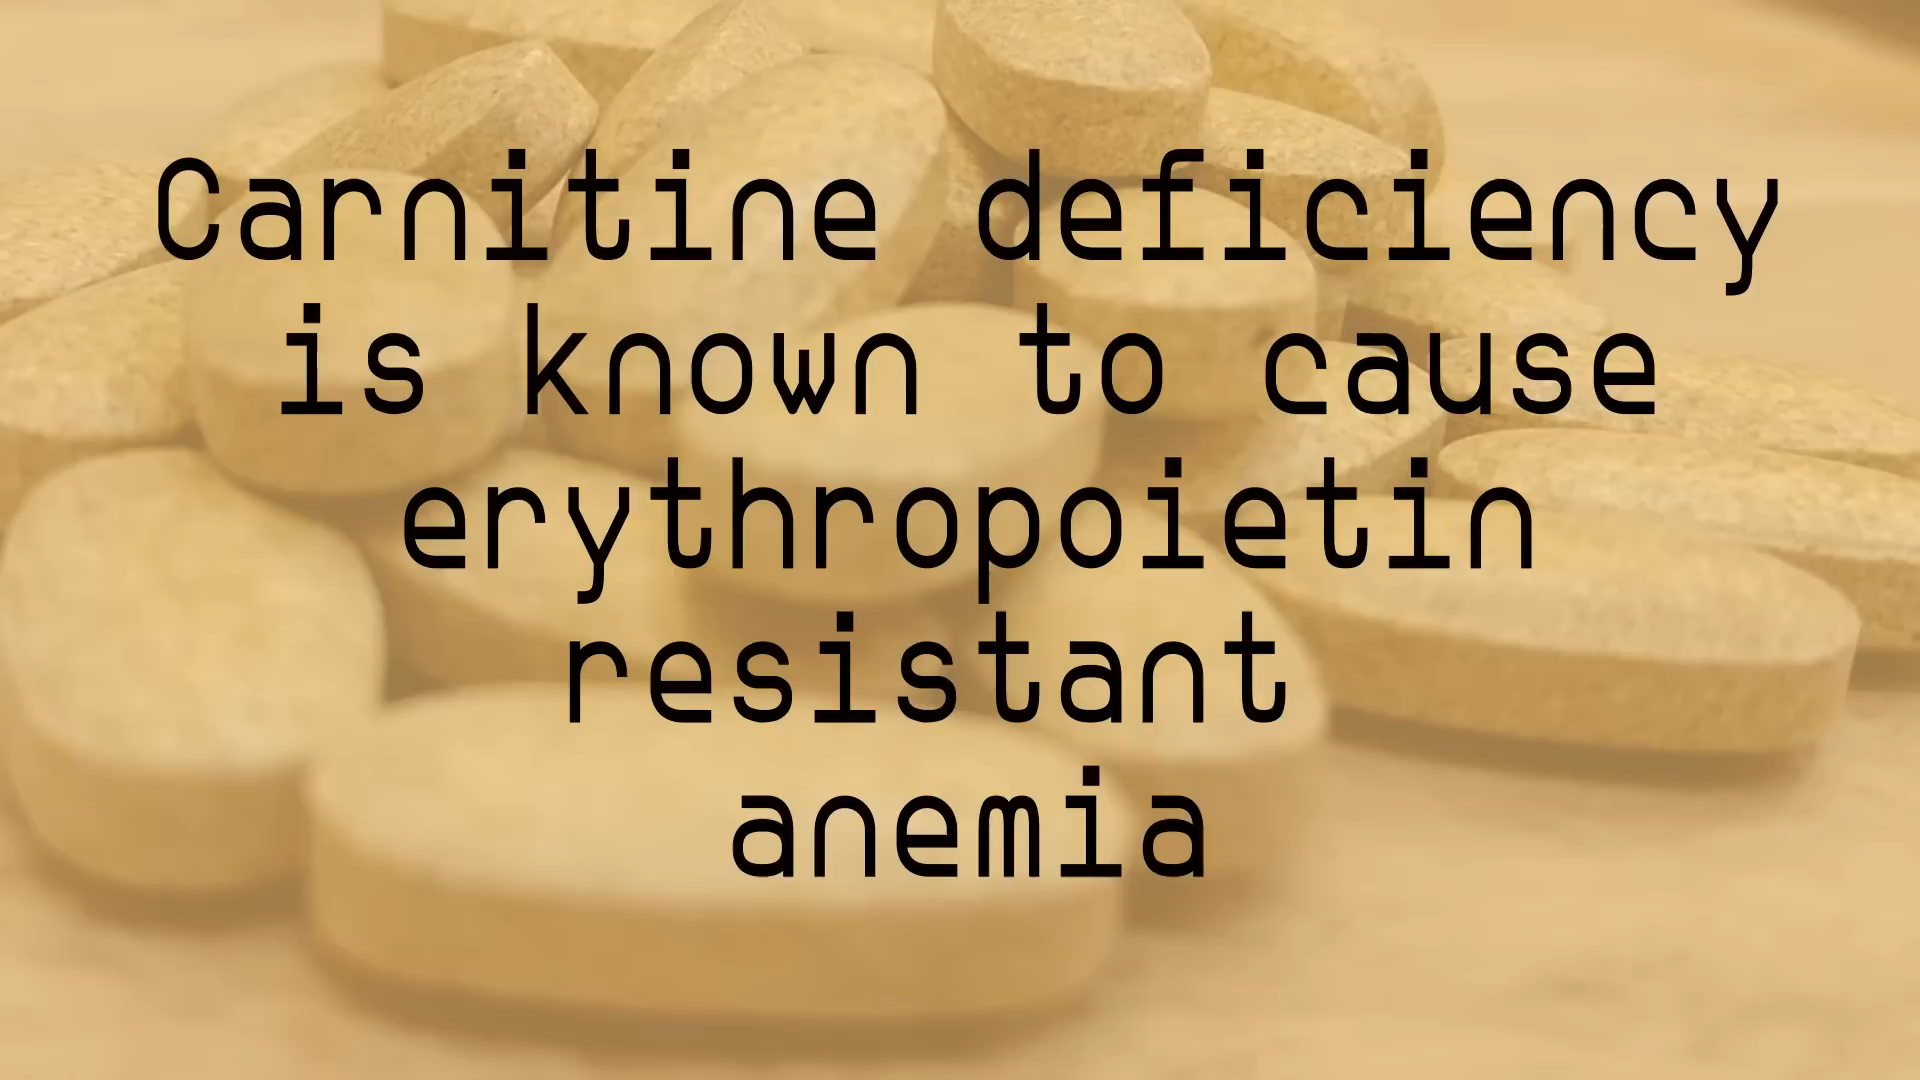 Carnitine deficiency
is known to cause
erythropoietin
resistant
anemia